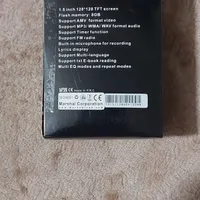 1.8 inch 128*128 TFT screen
Flash memory: 8GB
Support AMV format video
Support MP3/ WMA/ WAV format audio
Support Timer function
Support FM radio
Built-in microphone for recording
Lyrics display
Support Multi-language
Support txt E-book reading
Multi EQ modes and repeat modes
Marshal Corporation